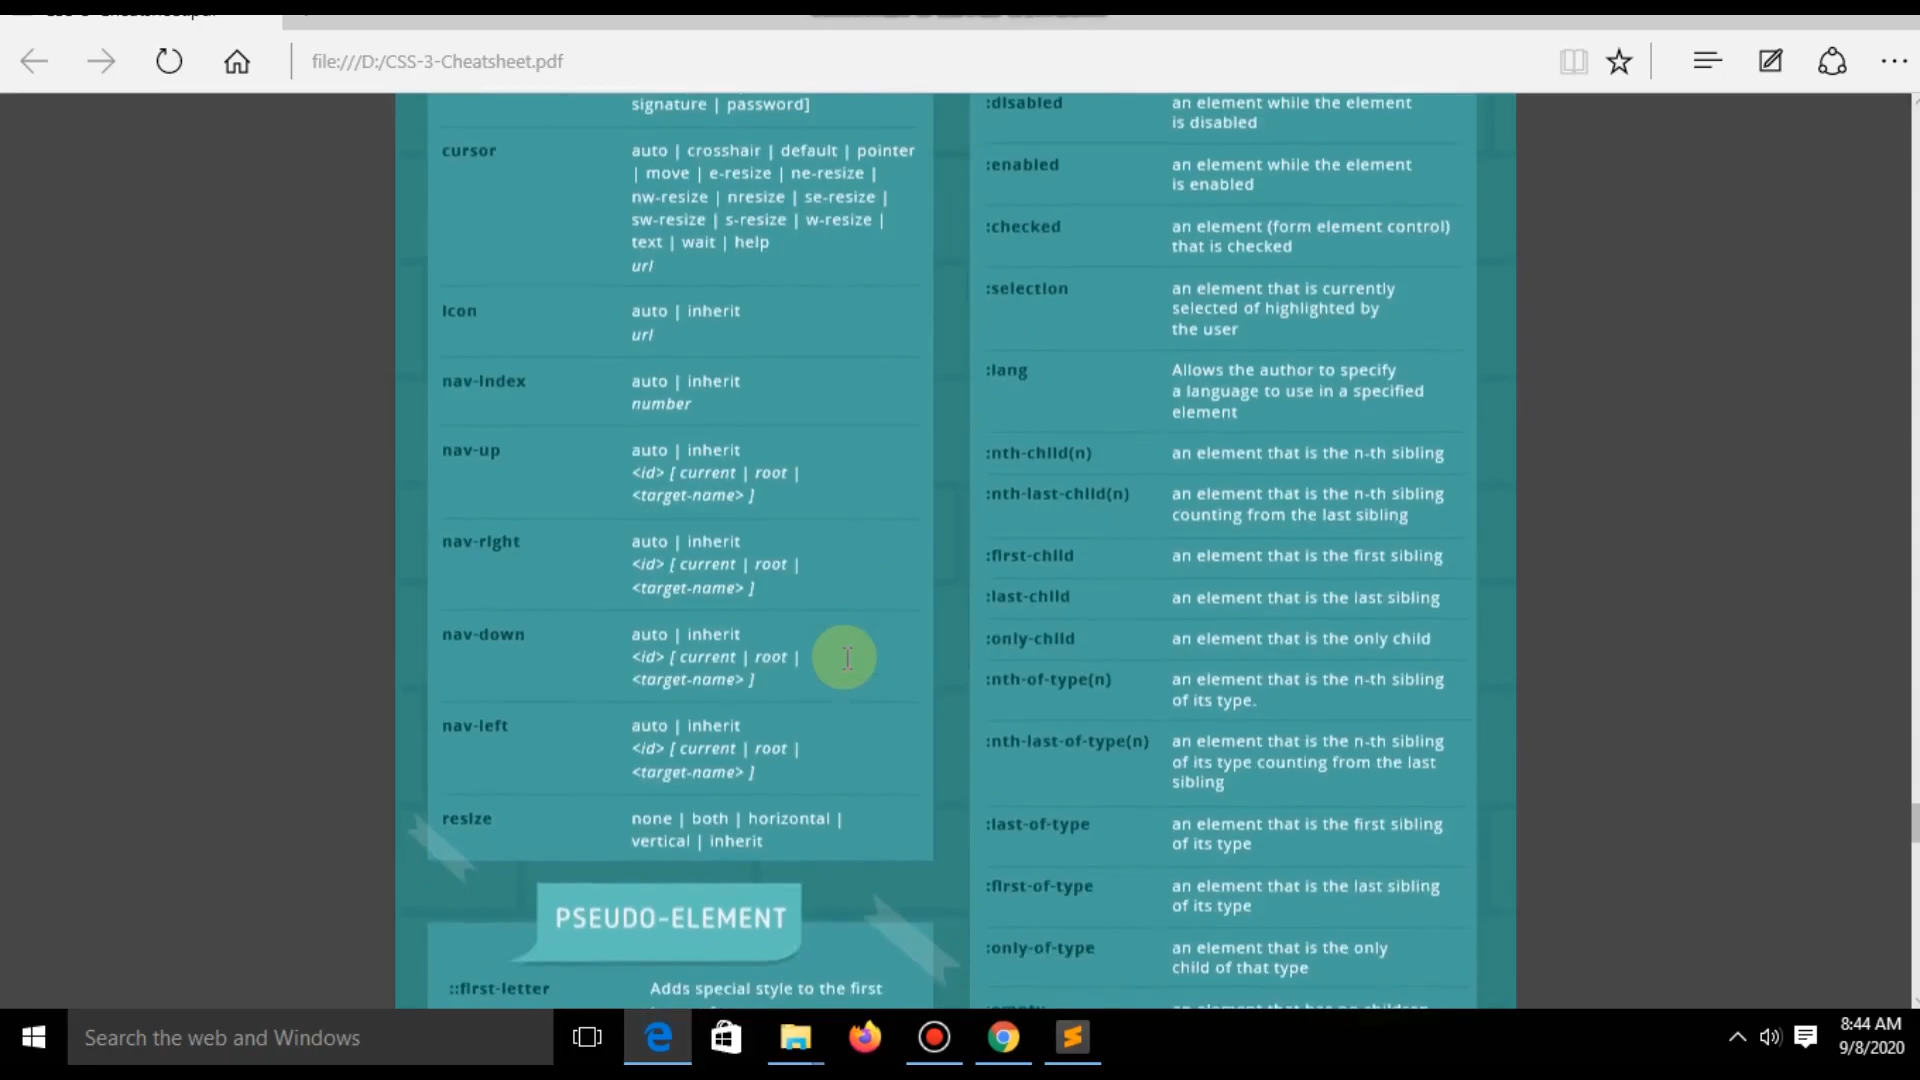 file:///D:/CSS-3-Cheatsheet.pdf
signature | password]
cursor
auto | crosshair | default | pointer
| move | e-resize | ne-resize |
nw-resize | nresize | se-resize |
sw-resize | s-resize | w-resize |
text | wait | help
url
icon
auto | inherit
url
nav-index
auto | inherit
number
nav-up
auto | inherit
<id> [ current | root |
<target-name> ]
nav-right
auto | inherit
<id> [ current | root |
<target-name> ]
nav-down
auto | inherit
<id> [ current | root |
<target-name> ]
nav-left
auto | inherit
<id> [ current | root |
<target-name> ]
resize
none | both | horizontal |
vertical | inherit
PSEUDO-ELEMENT
::first-letter
Adds special style to the first
:disabled
an element while the element
is disabled
:enabled
an element while the element
is enabled
:checked
an element (form element control)
that is checked
:selection
an element that is currently
selected of highlighted by
the user
:lang
Allows the author to specify
a language to use in a specified
element
:nth-child(n)
an element that is the n-th sibling
:nth-last-child(n)
an element that is the n-th sibling
counting from the last sibling
:first-child
an element that is the first sibling
:last-child
an element that is the last sibling
:only-child
an element that is the only child
:nth-of-type(n)
an element that is the n-th sibling
of its type.
:nth-last-of-type(n)
an element that is the n-th sibling
of its type counting from the last
sibling
:last-of-type
an element that is the first sibling
of its type
:first-of-type
an element that is the last sibling
of its type
:only-of-type
an element that is the only
child of that type
Search the web and Windows
8:44 AM
9/8/2020